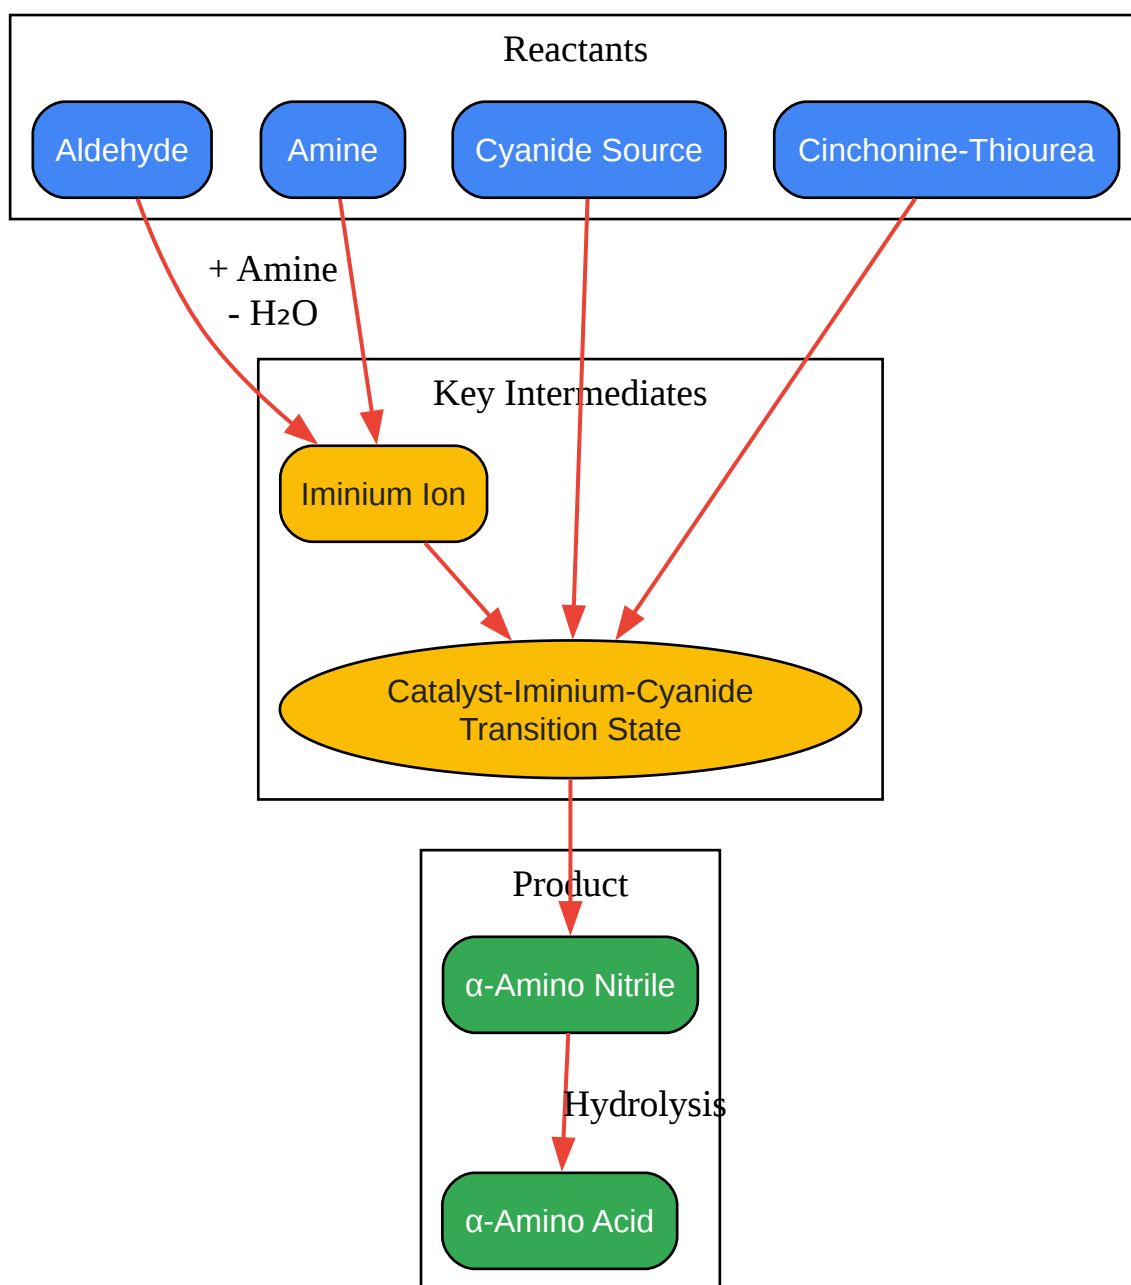 Reactants
Aldehyde
Amine
Cyanide Source
Cinchonine-Thiourea
+ Amine
- H₂O
Key Intermediates
Iminium Ion
Catalyst-Iminium-Cyanide
Transition State
Product
α-Amino Nitrile
Hydrolysis
α-Amino Acid